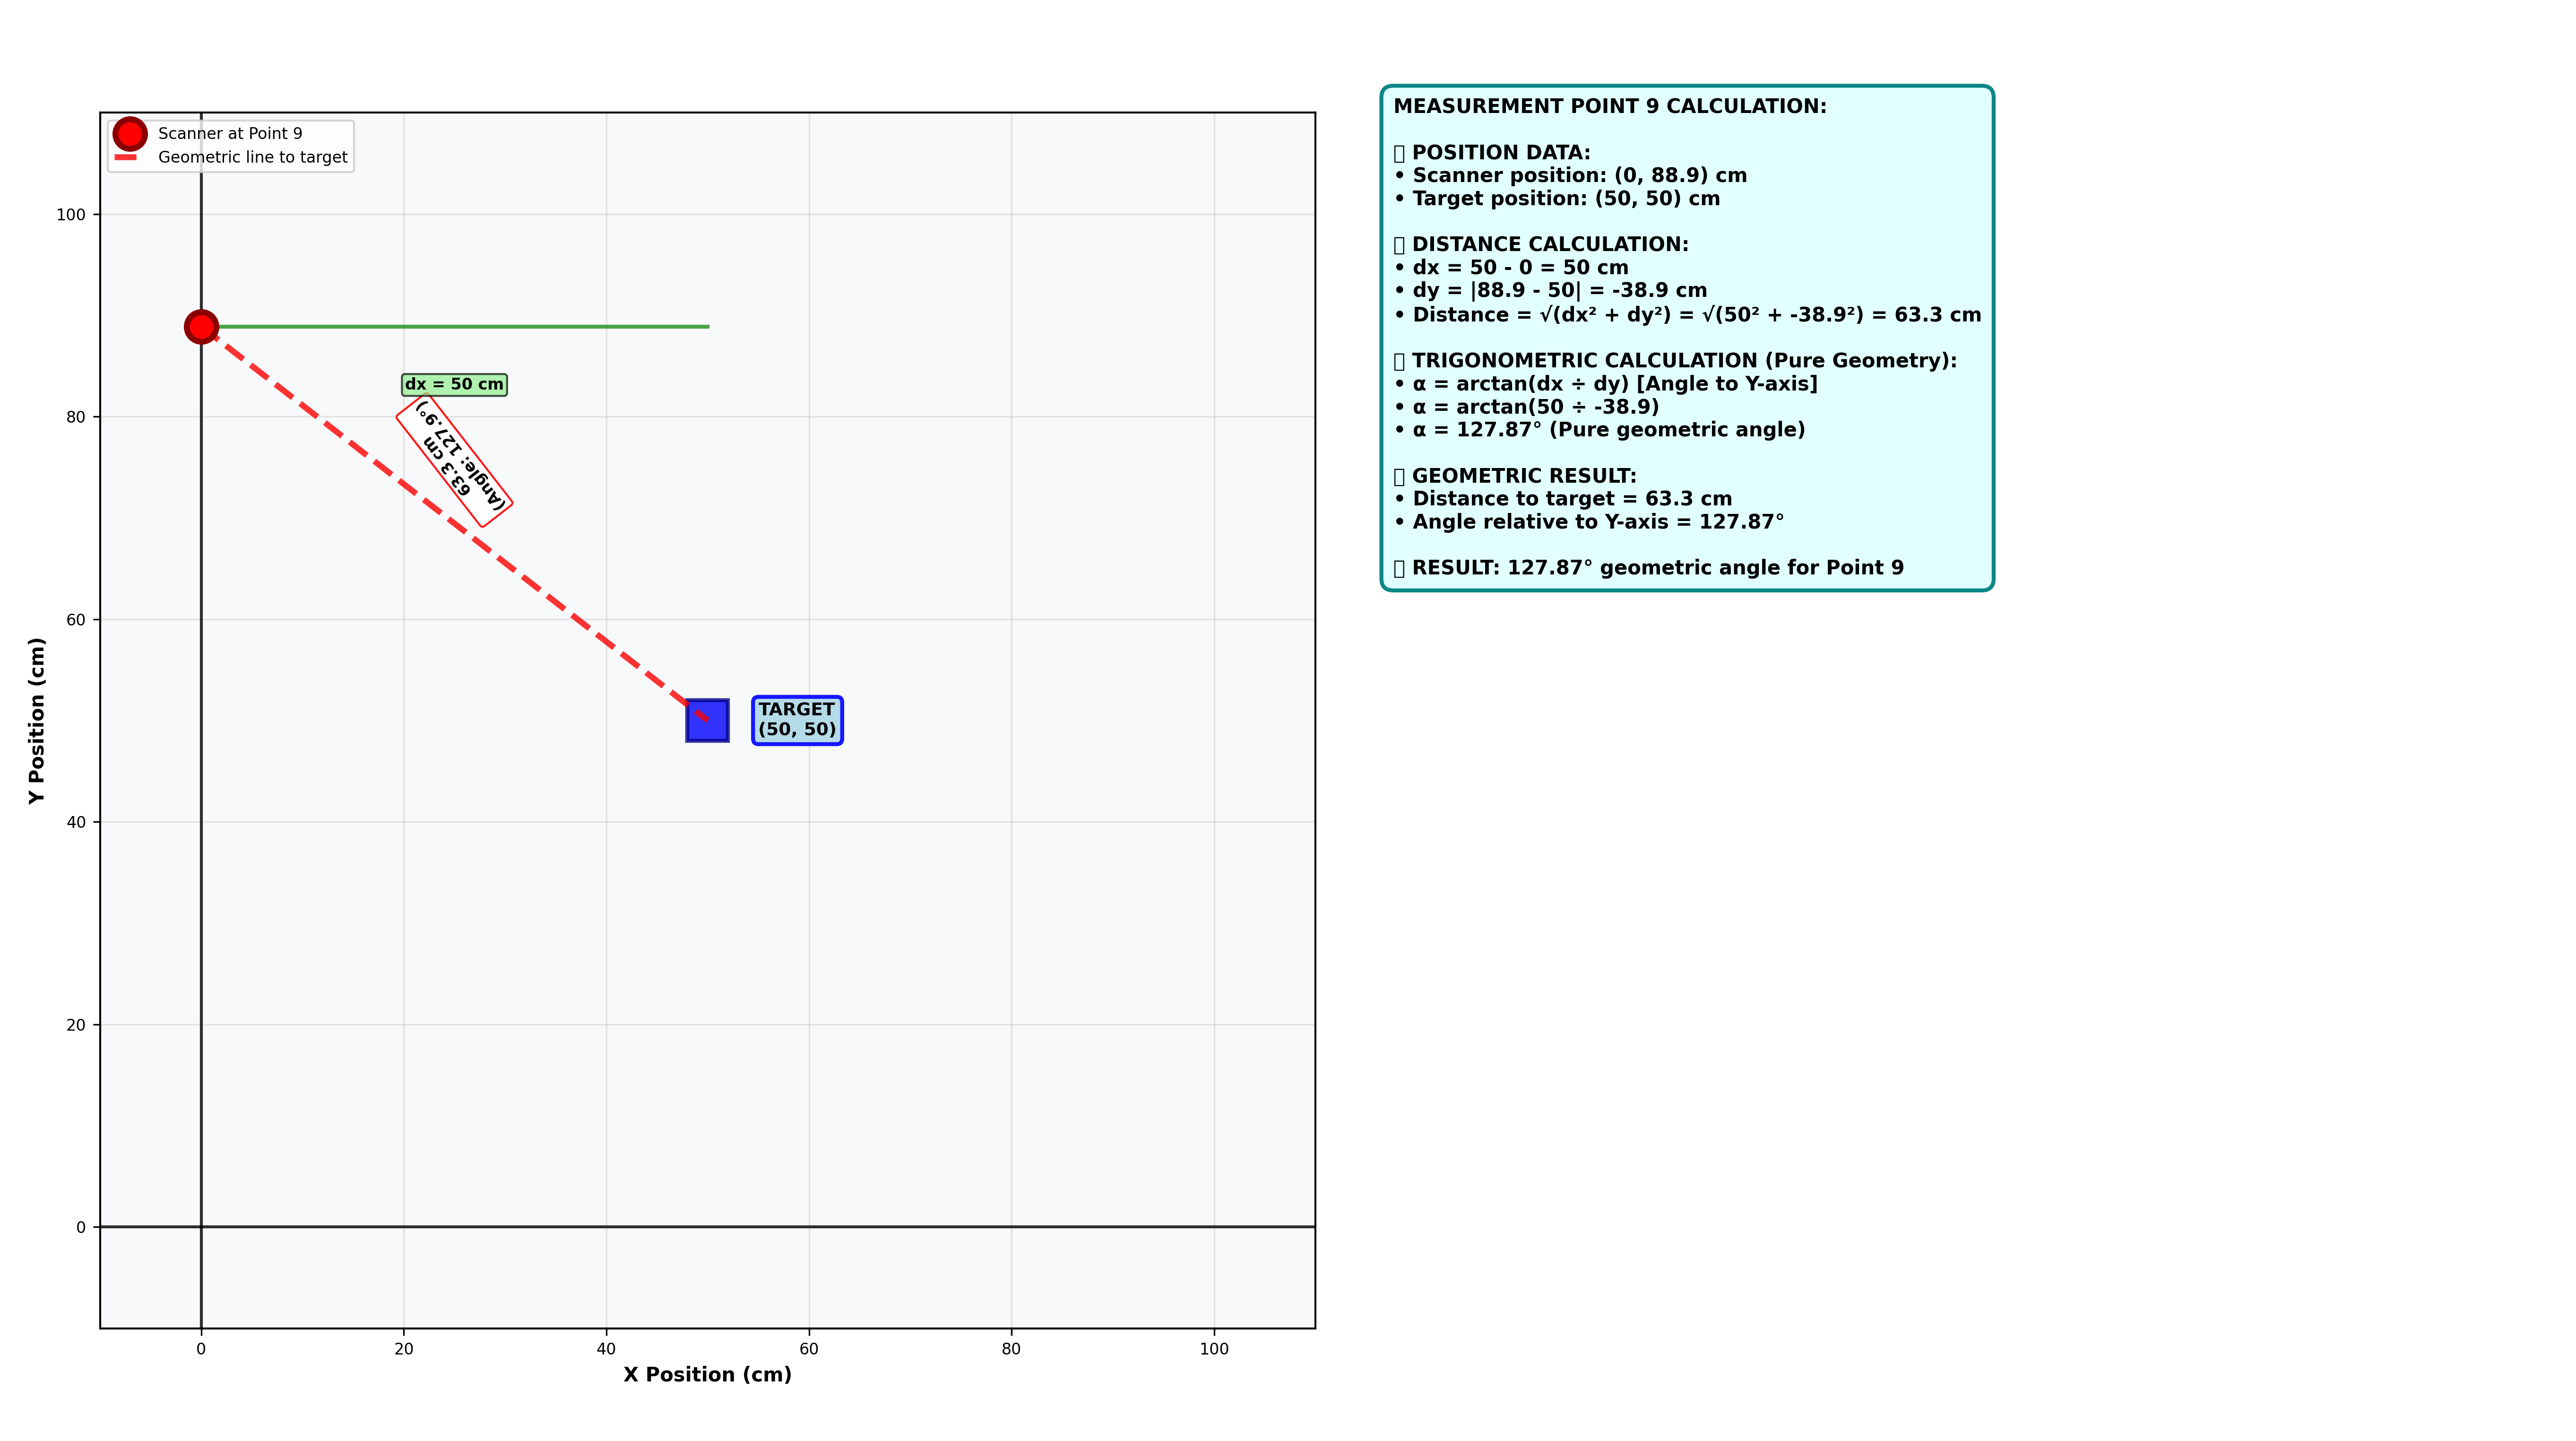 Scanner at Point 9
Geometric line to target
100
80
60
40
20
0
Y Position (cm)
dx = 50 cm
63.3 cm
(Angle: 127.9°)
TARGET
(50, 50)
0
20
40
60
80
100
X Position (cm)
MEASUREMENT POINT 9 CALCULATION:
POSITION DATA:
• Scanner position: (0, 88.9) cm
• Target position: (50, 50) cm
DISTANCE CALCULATION:
• dx = 50 - 0 = 50 cm
• dy = |88.9 - 50| = -38.9 cm
• Distance = √(dx² + dy²) = √(50² + -38.9²) = 63.3 cm
TRIGONOMETRIC CALCULATION (Pure Geometry):
• α = arctan(dx ÷ dy) [Angle to Y-axis]
• α = arctan(50 ÷ -38.9)
• α = 127.87° (Pure geometric angle)
GEOMETRIC RESULT:
• Distance to target = 63.3 cm
• Angle relative to Y-axis = 127.87°
RESULT: 127.87° geometric angle for Point 9